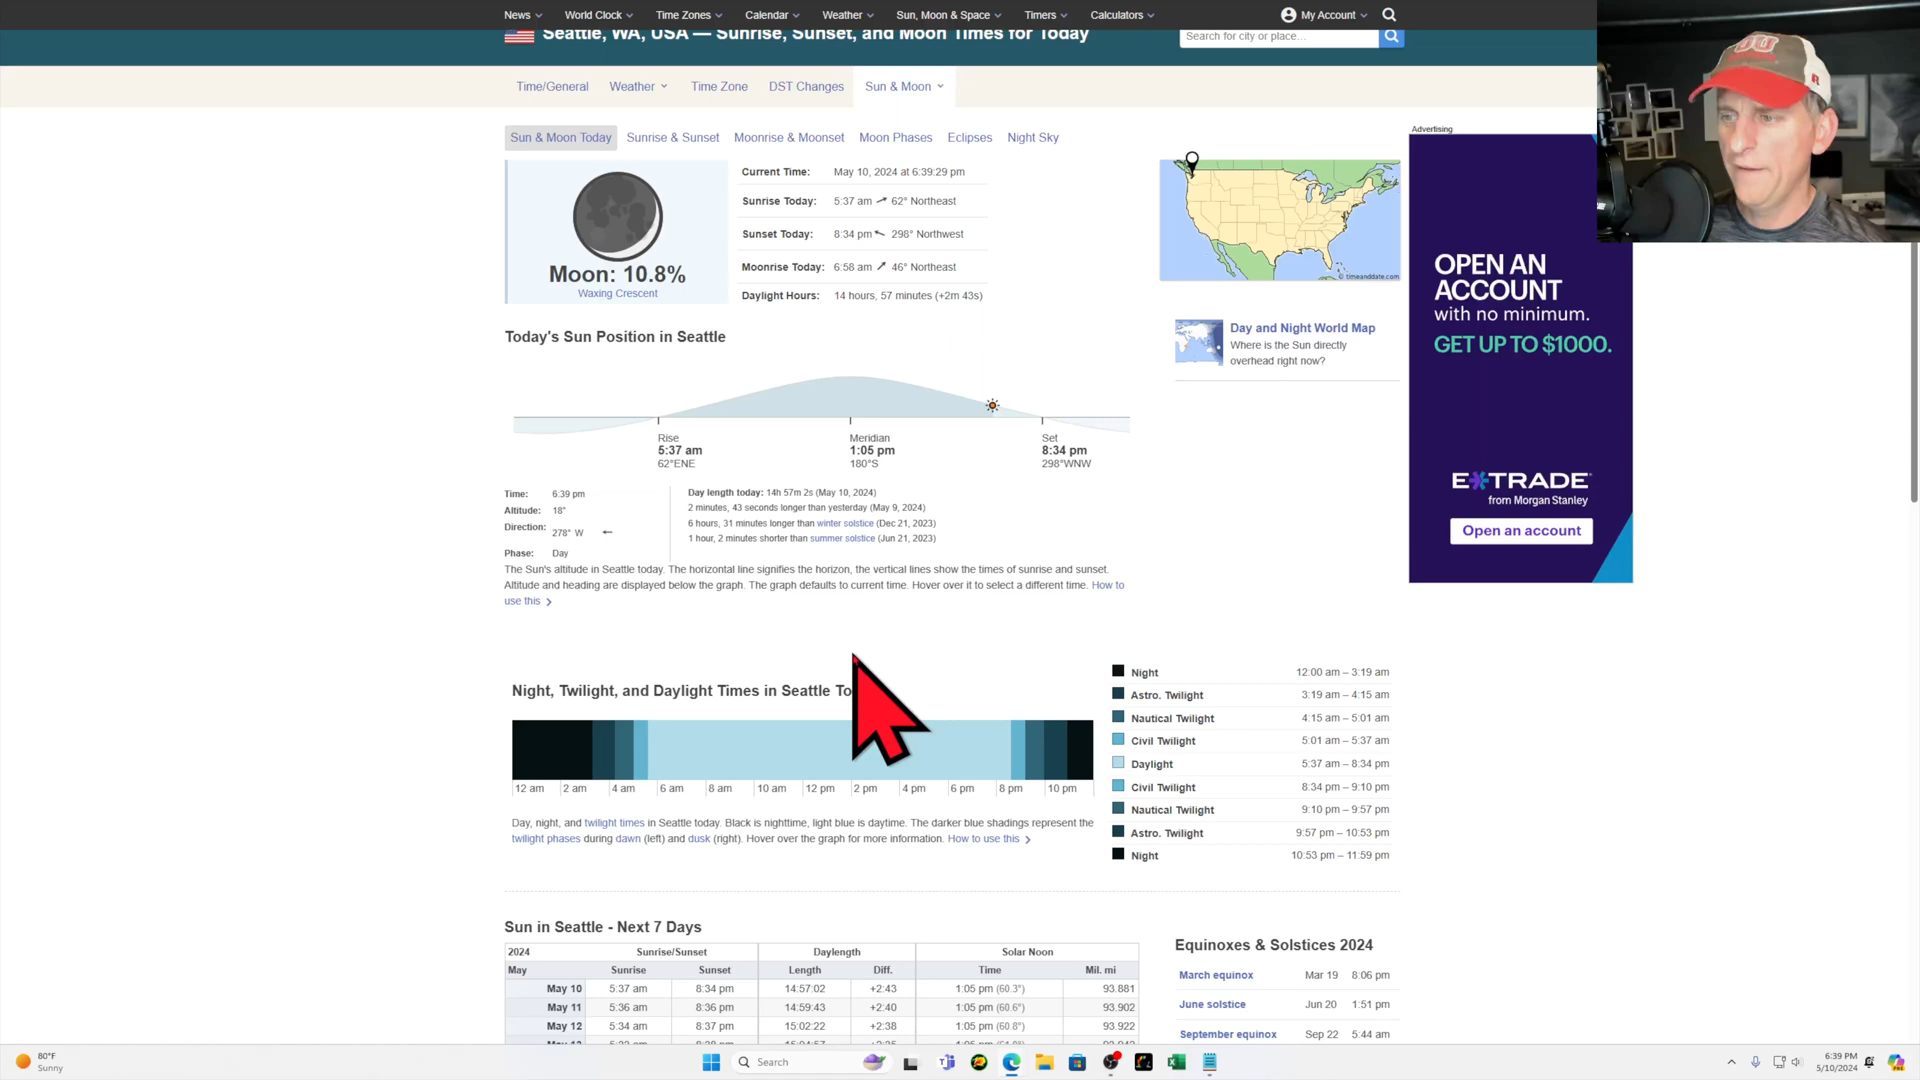 News World Clock Time Zones Calendar Weather Sun, Moon & Space Timers Calculators My Account
Seattle, WA, USA — Sunrise, Sunset, and Moon Times for Today
Search for city or place...
Time/General Weather Time Zone DST Changes Sun & Moon
Sun & Moon Today Sunrise & Sunset Moonrise & Moonset Moon Phases Eclipses Night Sky
Moon: 10.8%
Waxing Crescent
Current Time: May 10, 2024 at 6:39:29 pm
Sunrise Today: 5:37 am ↗ 62° Northeast
Sunset Today: 8:34 pm ↖ 298° Northwest
Moonrise Today: 6:58 am ↗ 46° Northeast
Daylight Hours: 14 hours, 57 minutes (+2m 43s)
© timeanddate.com
Day and Night World Map
Where is the Sun directly
overhead right now?
Advertising
OPEN AN
ACCOUNT
with no minimum.
GET UP TO $1000.
E*TRADE
from Morgan Stanley
Open an account
Today's Sun Position in Seattle
Rise
5:37 am
62°ENE
Meridian
1:05 pm
180°S
Set
8:34 pm
298°WNW
Time: 6:39 pm
Altitude: 18°
Direction: 278° W ←
Phase: Day
Day length today: 14h 57m 2s (May 10, 2024)
2 minutes, 43 seconds longer than yesterday (May 9, 2024)
6 hours, 31 minutes longer than winter solstice (Dec 21, 2023)
1 hour, 2 minutes shorter than summer solstice (Jun 21, 2023)
The Sun's altitude in Seattle today. The horizontal line signifies the horizon, the vertical lines show the times of sunrise and sunset.
Altitude and heading are displayed below the graph. The graph defaults to current time. Hover over it to select a different time. How to
use this
Night, Twilight, and Daylight Times in Seattle To
12 am 2 am 4 am 6 am 8 am 10 am 12 pm 2 pm 4 pm 6 pm 8 pm 10 pm
Day, night, and twilight times in Seattle today. Black is nighttime, light blue is daytime. The darker blue shadings represent the
twilight phases during dawn (left) and dusk (right). Hover over the graph for more information. How to use this
Night 12:00 am – 3:19 am
Astro. Twilight 3:19 am – 4:15 am
Nautical Twilight 4:15 am – 5:01 am
Civil Twilight 5:01 am – 5:37 am
Daylight 5:37 am – 8:34 pm
Civil Twilight 8:34 pm – 9:10 pm
Nautical Twilight 9:10 pm – 9:57 pm
Astro. Twilight 9:57 pm – 10:53 pm
Night 10:53 pm – 11:59 pm
Sun in Seattle - Next 7 Days
2024 Sunrise/Sunset Daylength Solar Noon
May Sunrise Sunset Length Diff. Time Mil. mi
May 10 5:37 am 8:34 pm 14:57:02 +2:43 1:05 pm (60.3°) 93.881
May 11 5:36 am 8:36 pm 14:59:43 +2:40 1:05 pm (60.6°) 93.902
May 12 5:34 am 8:37 pm 15:02:22 +2:38 1:05 pm (60.8°) 93.922
Equinoxes & Solstices 2024
March equinox Mar 19 8:06 pm
June solstice Jun 20 1:51 pm
September equinox Sep 22 5:44 am
80°F
Sunny
Search
6:39 PM
5/10/2024